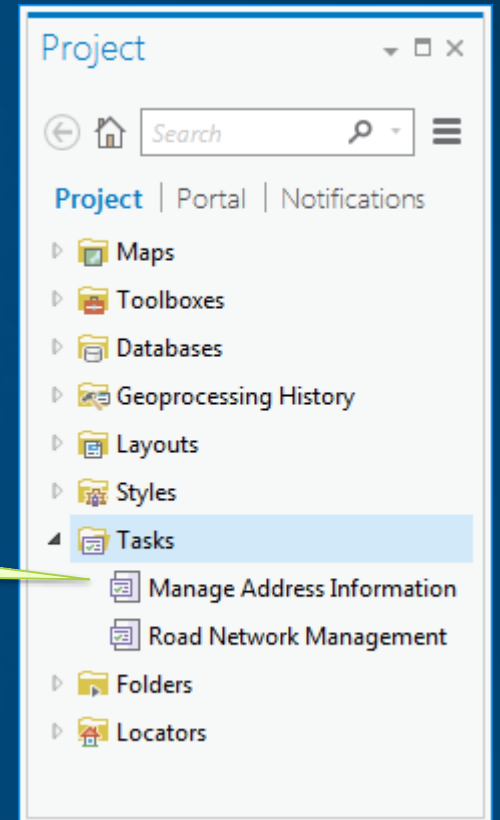 Project
Search
Project | Portal | Notifications
Maps
Toolboxes
Databases
Geoprocessing History
Layouts
Styles
Tasks
Manage Address Information
Road Network Management
Folders
Locators